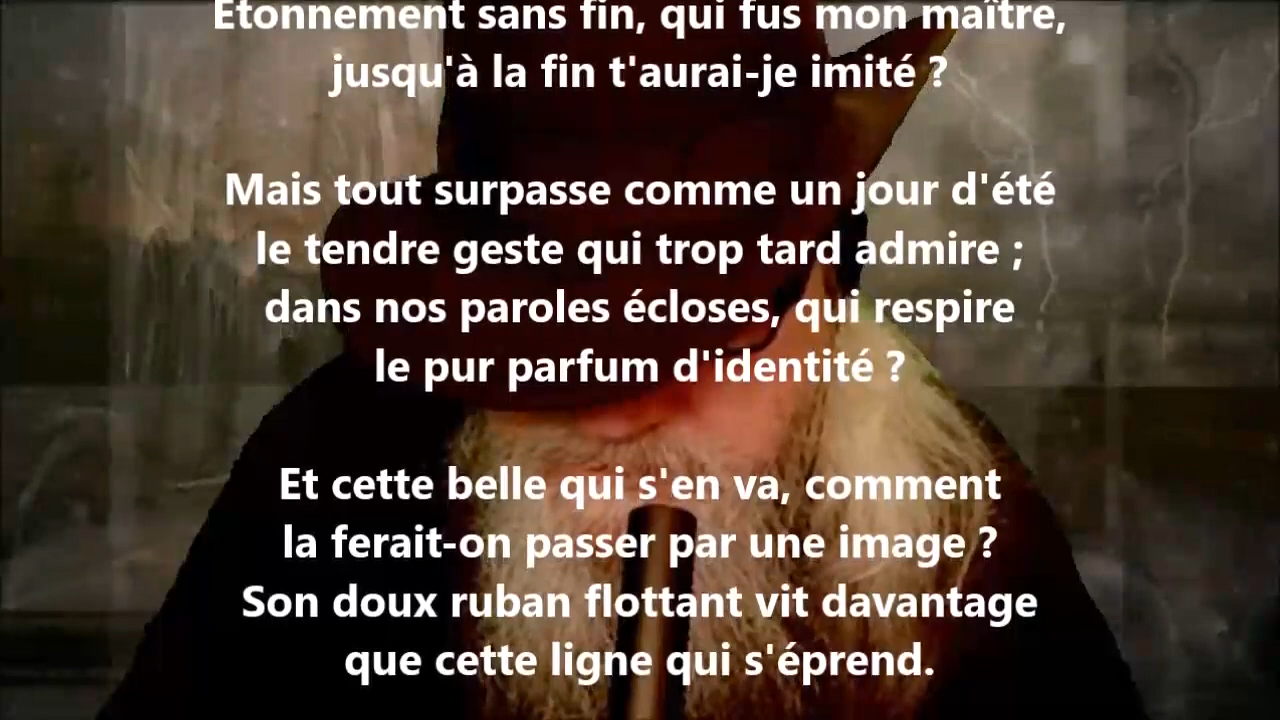 Etonnement sans fin, qui fus mon maître,
jusqu'à la fin t'aurai-je imité ?
Mais tout surpasse comme un jour d'été
le tendre geste qui trop tard admire ;
dans nos paroles écloses, qui respire
le pur parfum d'identité ?
Et cette belle qui s'en va, comment
la ferait-on passer par une image ?
Son doux ruban flottant vit davantage
que cette ligne qui s'éprend.